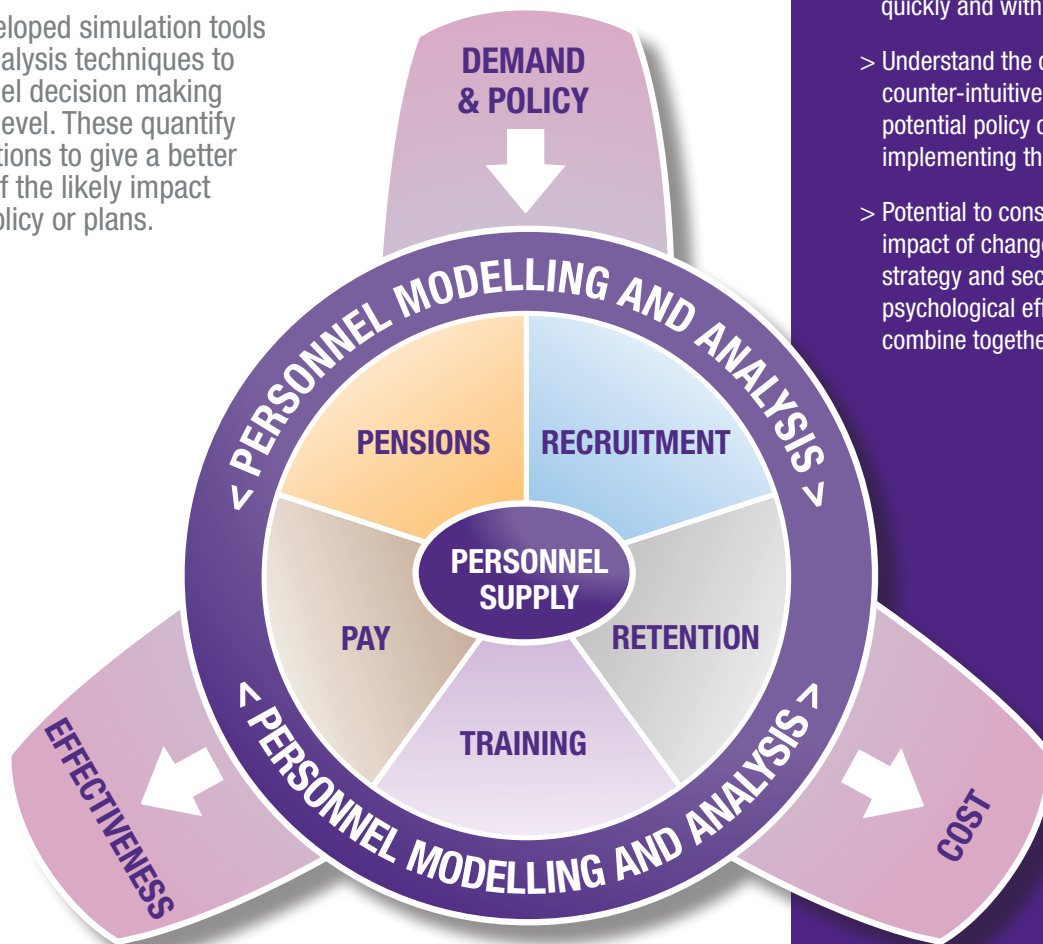 eloped simulation tools
alysis techniques to
el decision making
evel. These quantify
tions to give a better
f the likely impact
olicy or plans.
DEMAND
& POLICY
quickly and with
> Understand the
counter-intuitive
potential policy
implementing th
> Potential to cons
impact of change
strategy and sec
psychological eff
combine togethe
< PERSONNEL MODELLING AND ANALYSIS >
PENSIONS
RECRUITMENT
PERSONNEL
SUPPLY
PAY
RETENTION
TRAINING
< PERSONNEL MODELLING AND ANALYSIS >
EFFECTIVENESS
COST